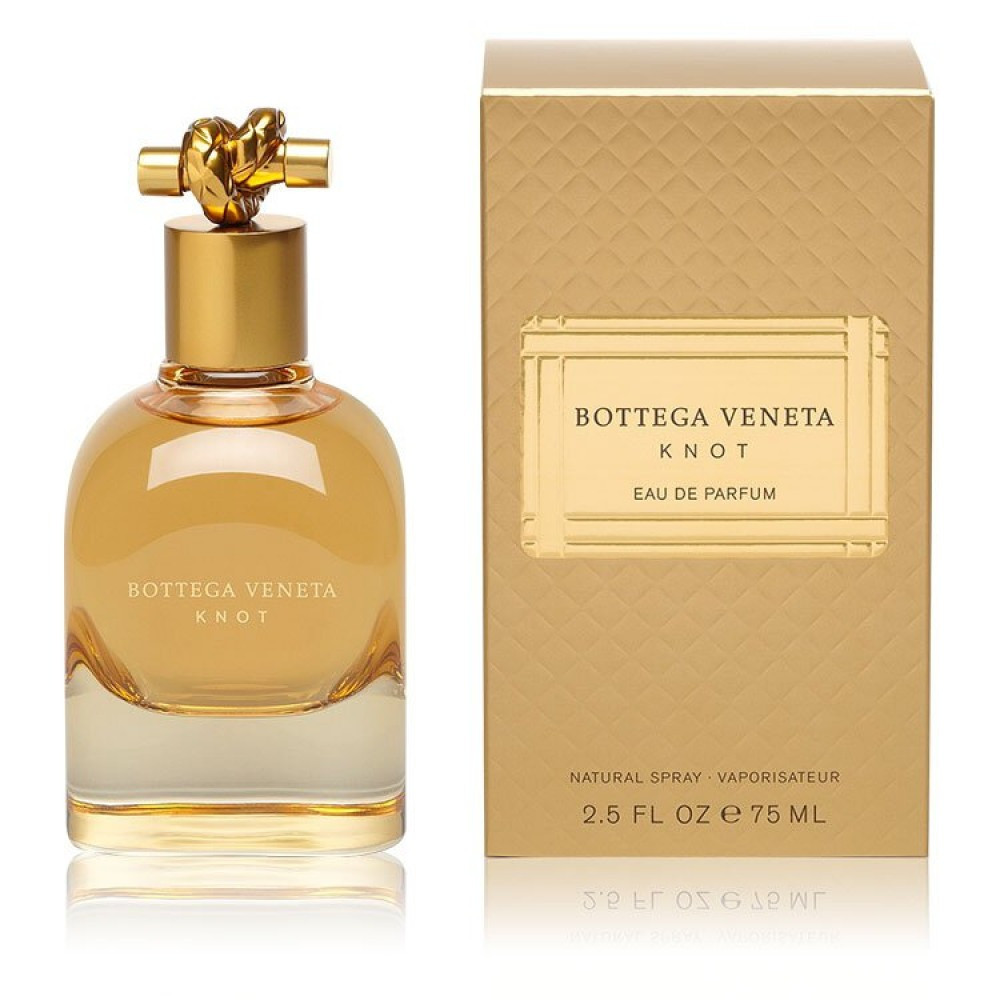 BOTTEGA VENETA
KNOT
BOTTEGA VENETA
KNOT
EAU DE PARFUM
NATURAL SPRAY · VAPORISATEUR
2.5 FL OZ ℮ 75 ML